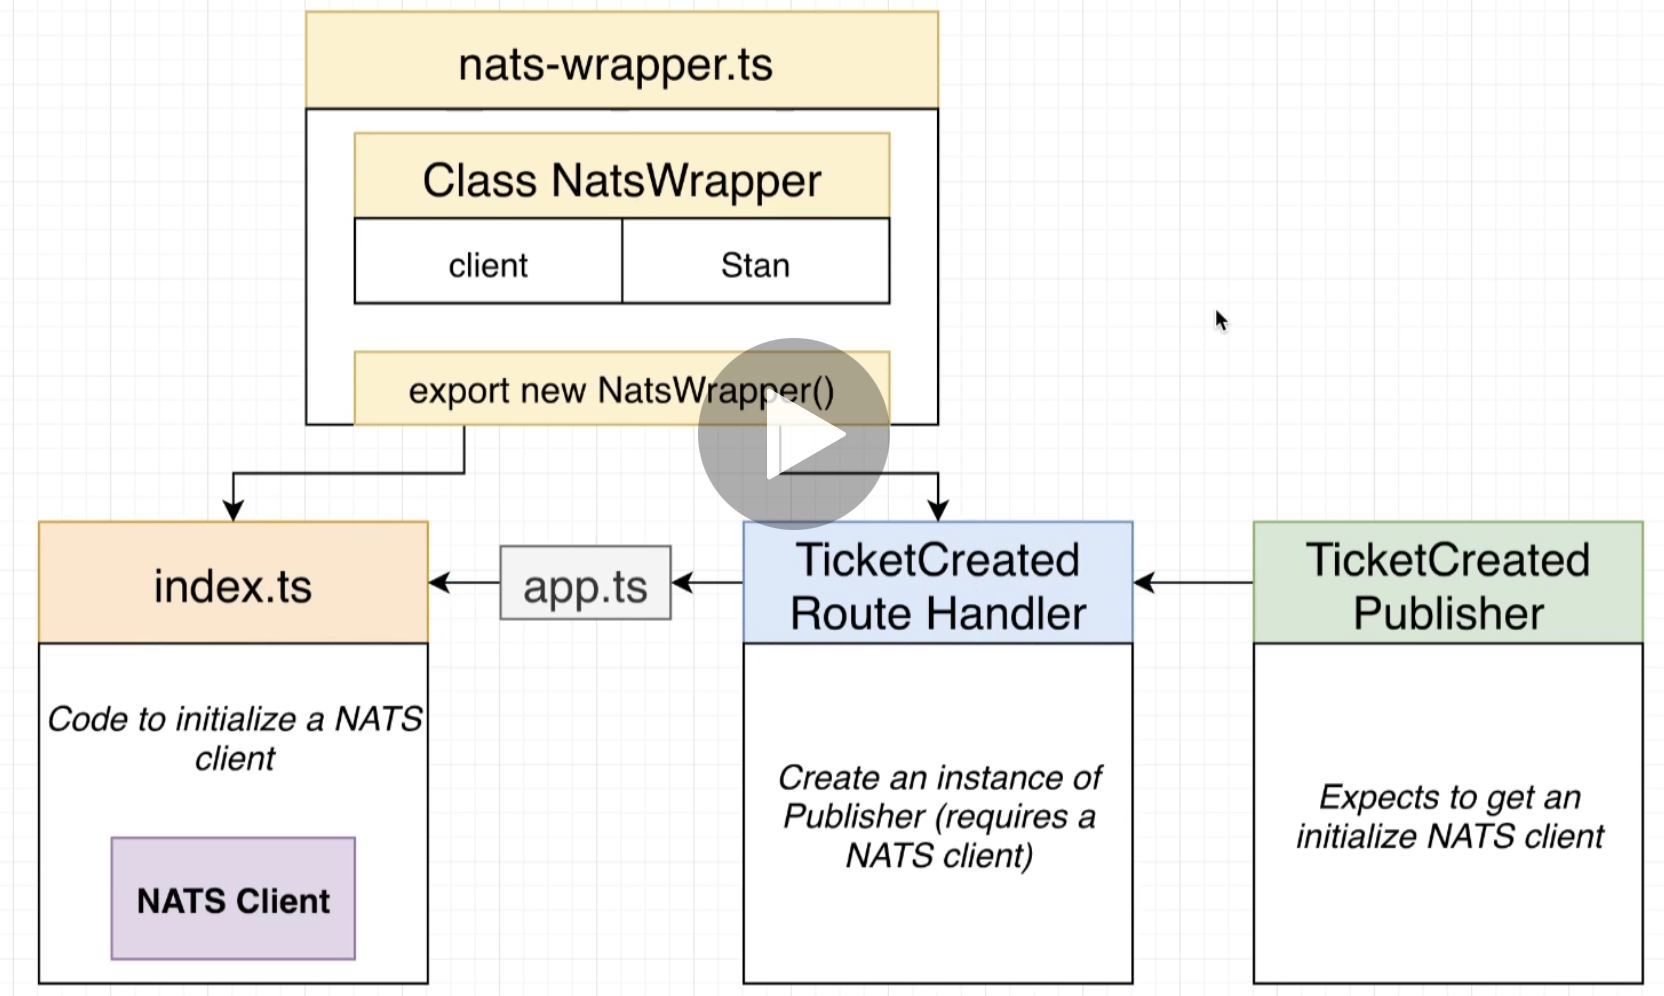 nats-wrapper.ts
Class NatsWrapper
client
Stan
export new NatsWrapper()
index.ts
app.ts
TicketCreated
Route Handler
TicketCreated
Publisher
Code to initialize a NATS
client
NATS Client
Create an instance of
Publisher (requires a
NATS client)
Expects to get an
initialize NATS client